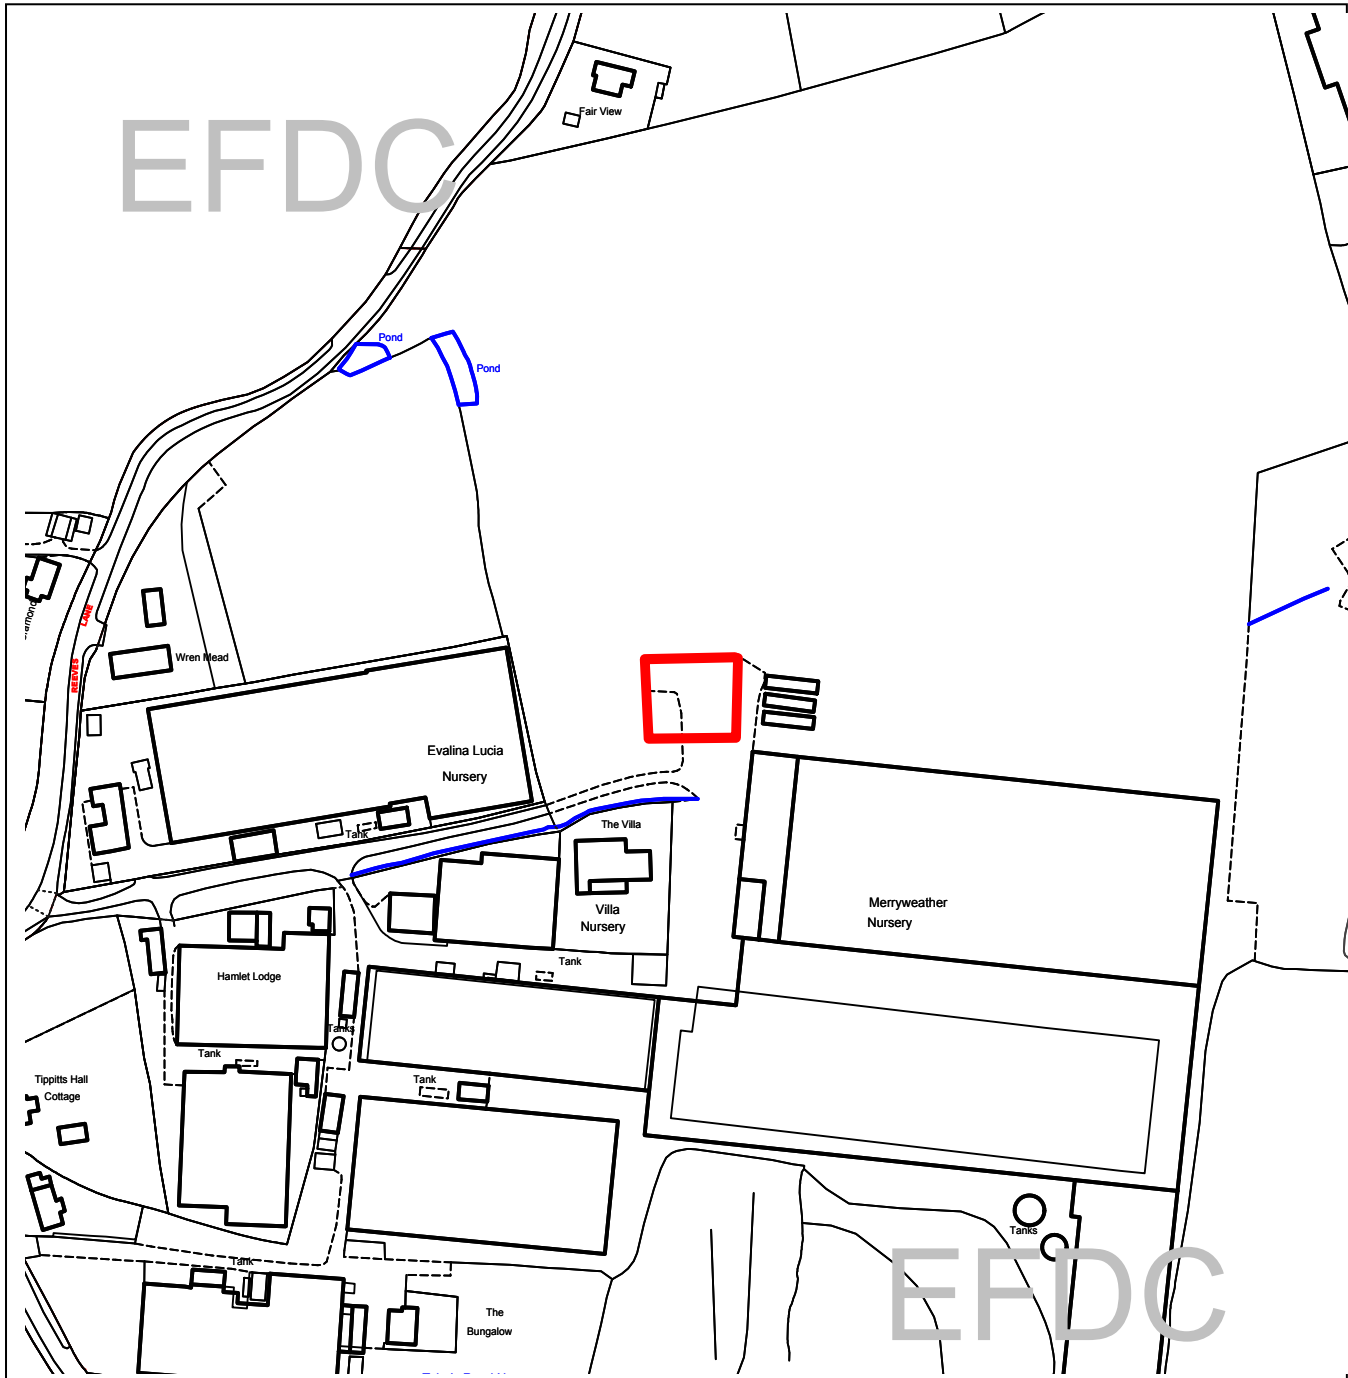 EFDC
Fair View
Pond
Pond
LANE
REEVES
Wren Mead
Evalina Lucia
Nursery
Tank
The Villa
Villa
Nursery
Merryweather
Nursery
Tank
Hamlet Lodge
Tanks
Tank
Tank
Tippitts Hall
Cottage
Tanks
EFDC
Tank
The
Bungalow